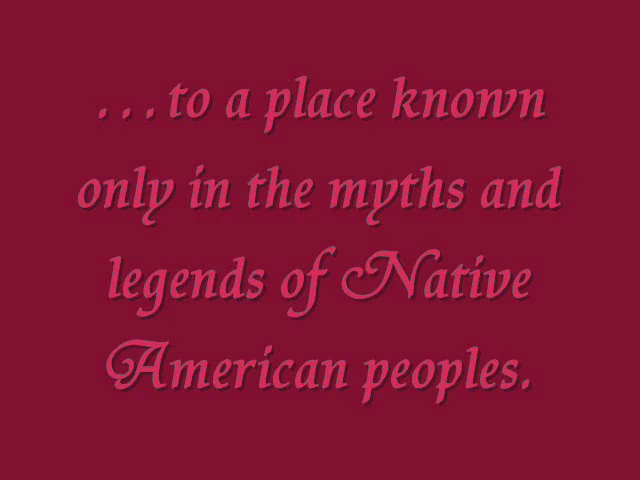 ...to a place known
only in the myths and
legends of Native
American peoples.